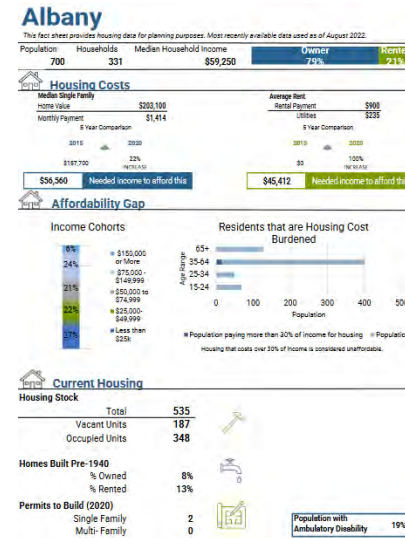 Albany
This fact sheet provides housing data for planning purposes. Most recently available data used as of August 2022.
Population Households Median Household Income Owner Rente
700 331 $59,250 79% 21%
Housing Costs
Median Single Family
Home Value $203,100
Monthly Payment $1,414
5 Year Comparison
2015 2020
$167,700 22%
INCREASE
$56,560 Needed income to afford this
Average Rent
Rental Payment $900
Utilities $235
5 Year Comparison
2015 2020
$0 100%
INCREASE
$45,412 Needed income to afford this
Affordability Gap
Income Cohorts
6%
24%
21%
22%
27%
$150,000
or More
$75,000 -
$149,999
$50,000 to
$74,999
$25,000-
$49,999
Less than
$25k
Residents that are Housing Cost
Burdened
Age Range
65+
35-64
25-34
15-24
0 100 200 300 400 50
Population
Population paying more than 30% of income for housing Populatio
Housing that costs over 30% of income is considered unaffordable.
Current Housing
Housing Stock
Total 535
Vacant Units 187
Occupied Units 348
Homes Built Pre-1940
% Owned 8%
% Rented 13%
Permits to Build (2020)
Single Family 2
Multi- Family 0
Population with
Ambulatory Disability 19%